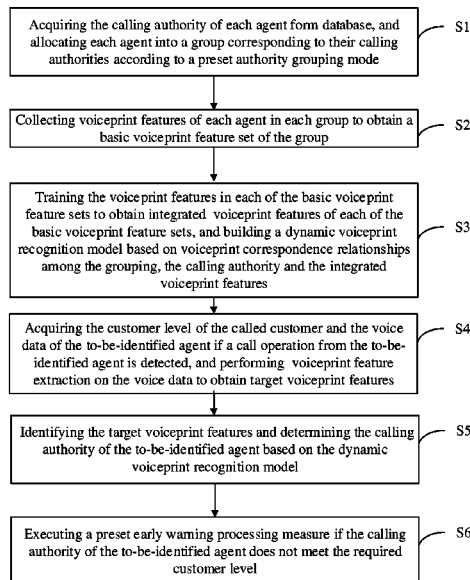 Acquiring the calling authority of each agent form database, and
allocating each agent into a group corresponding to their calling
authorities according to a preset authority grouping mode
S1
Collecting voiceprint features of each agent in each group to obtain a
basic voiceprint feature set of the group
S2
Training the voiceprint features in each of the basic voiceprint
feature sets to obtain integrated voiceprint features of each of the
basic voiceprint feature sets, and building a dynamic voiceprint
recognition model based on voiceprint correspondence relationships
among the grouping, the calling authority and the integrated
voiceprint features
S3
Acquiring the customer level of the called customer and the voice
data of the to-be-identified agent if a call operation from the to-be-
identified agent is detected, and performing voiceprint feature
extraction on the voice data to obtain target voiceprint features
S4
Identifying the target voiceprint features and determining the calling
authority of the to-be-identified agent based on the dynamic
voiceprint recognition model
S5
Executing a preset early warning processing measure if the calling
authority of the to-be-identified agent does not meet the required
customer level
S6